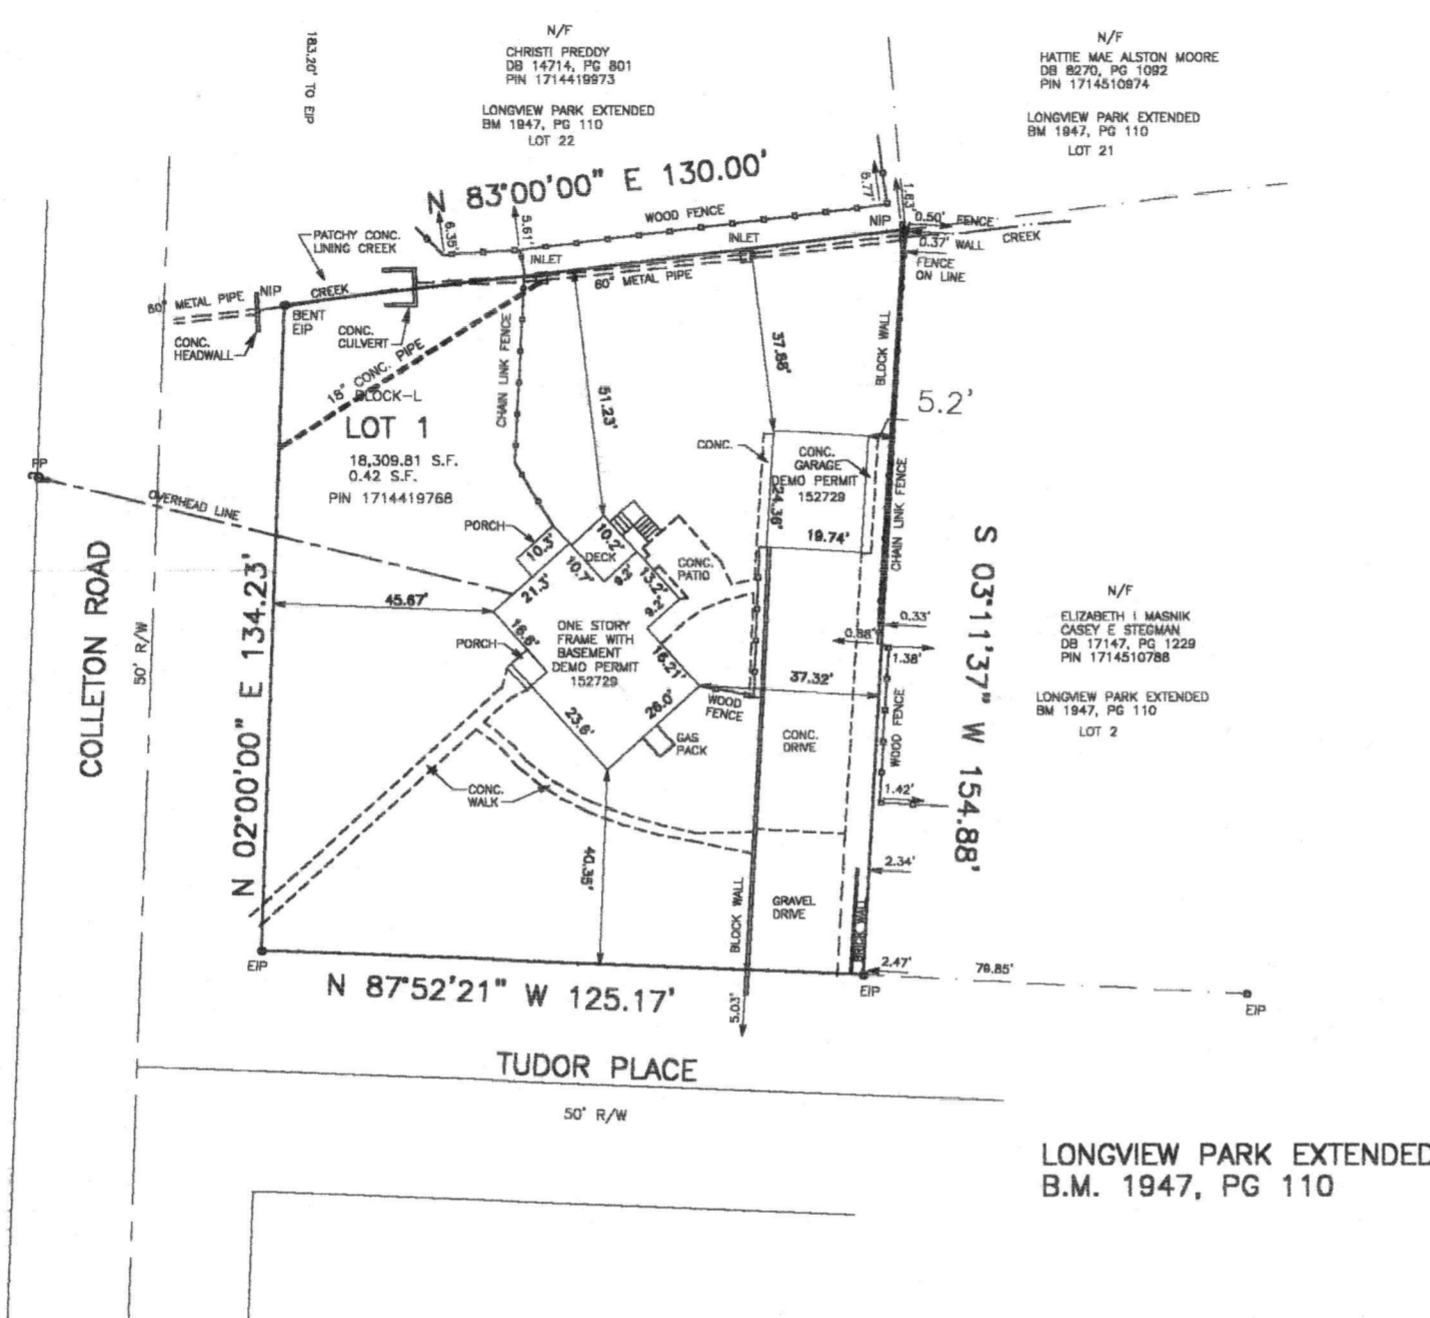 183.20' TO EIP
N/F
CHRISTI PREDDY
DB 14714, PG 801
PIN 1714419973
LONGVIEW PARK EXTENDED
BM 1947, PG 110
LOT 22
N/F
HATTIE MAE ALSTON MOORE
DB 8270, PG 1092
PIN 1714510974
LONGVIEW PARK EXTENDED
BM 1947, PG 110
LOT 21
N 83°00'00" E 130.00'
6.35'
5.61'
WOOD FENCE
5.77'
1.63'
NIP
0.50' FENCE
0.37' WALL
CREEK
FENCE
ON LINE
PATCHY CONC.
LINING CREEK
INLET
INLET
60" METAL PIPE
60" METAL PIPE
NIP
CREEK
BENT
EIP
CONC.
HEADWALL
CONC.
CULVERT
18" CONC. PIPE
BLOCK-L
LOT 1
18,309.81 S.F.
0.42 S.F.
PIN 1714419768
CHAIN LINK FENCE
51.23'
37.88'
BLOCK WALL
5.2'
CONC.
CONC.
GARAGE
DEMO PERMIT
152729
24.36'
19.74'
CHAIN LINK FENCE
PP
OVERHEAD LINE
PORCH
10.3'
10.2'
DECK
10.7'
9.2'
13.2'
9.2'
CONC.
PATIO
21.3'
45.67'
16.6'
PORCH
ONE STORY
FRAME WITH
BASEMENT
DEMO PERMIT
152729
16.21'
26.0'
23.6'
GAS
PACK
WOOD
FENCE
37.32'
0.33'
0.88'
1.38'
WOOD FENCE
1.42'
CONC.
DRIVE
CONC.
WALK
40.35'
BLOCK WALL
GRAVEL
DRIVE
BRICK WALL
2.34'
2.47'
79.85'
EIP
EIP
EIP
5.03'
COLLETON ROAD
50' R/W
N 02°00'00" E 134.23'
S 03°11'37" W 154.88'
N/F
ELIZABETH I MASNIK
CASEY E STEGMAN
DB 17147, PG 1229
PIN 1714510788
LONGVIEW PARK EXTENDED
BM 1947, PG 110
LOT 2
N 87°52'21" W 125.17'
TUDOR PLACE
50' R/W
LONGVIEW PARK EXTENDED
B.M. 1947, PG 110